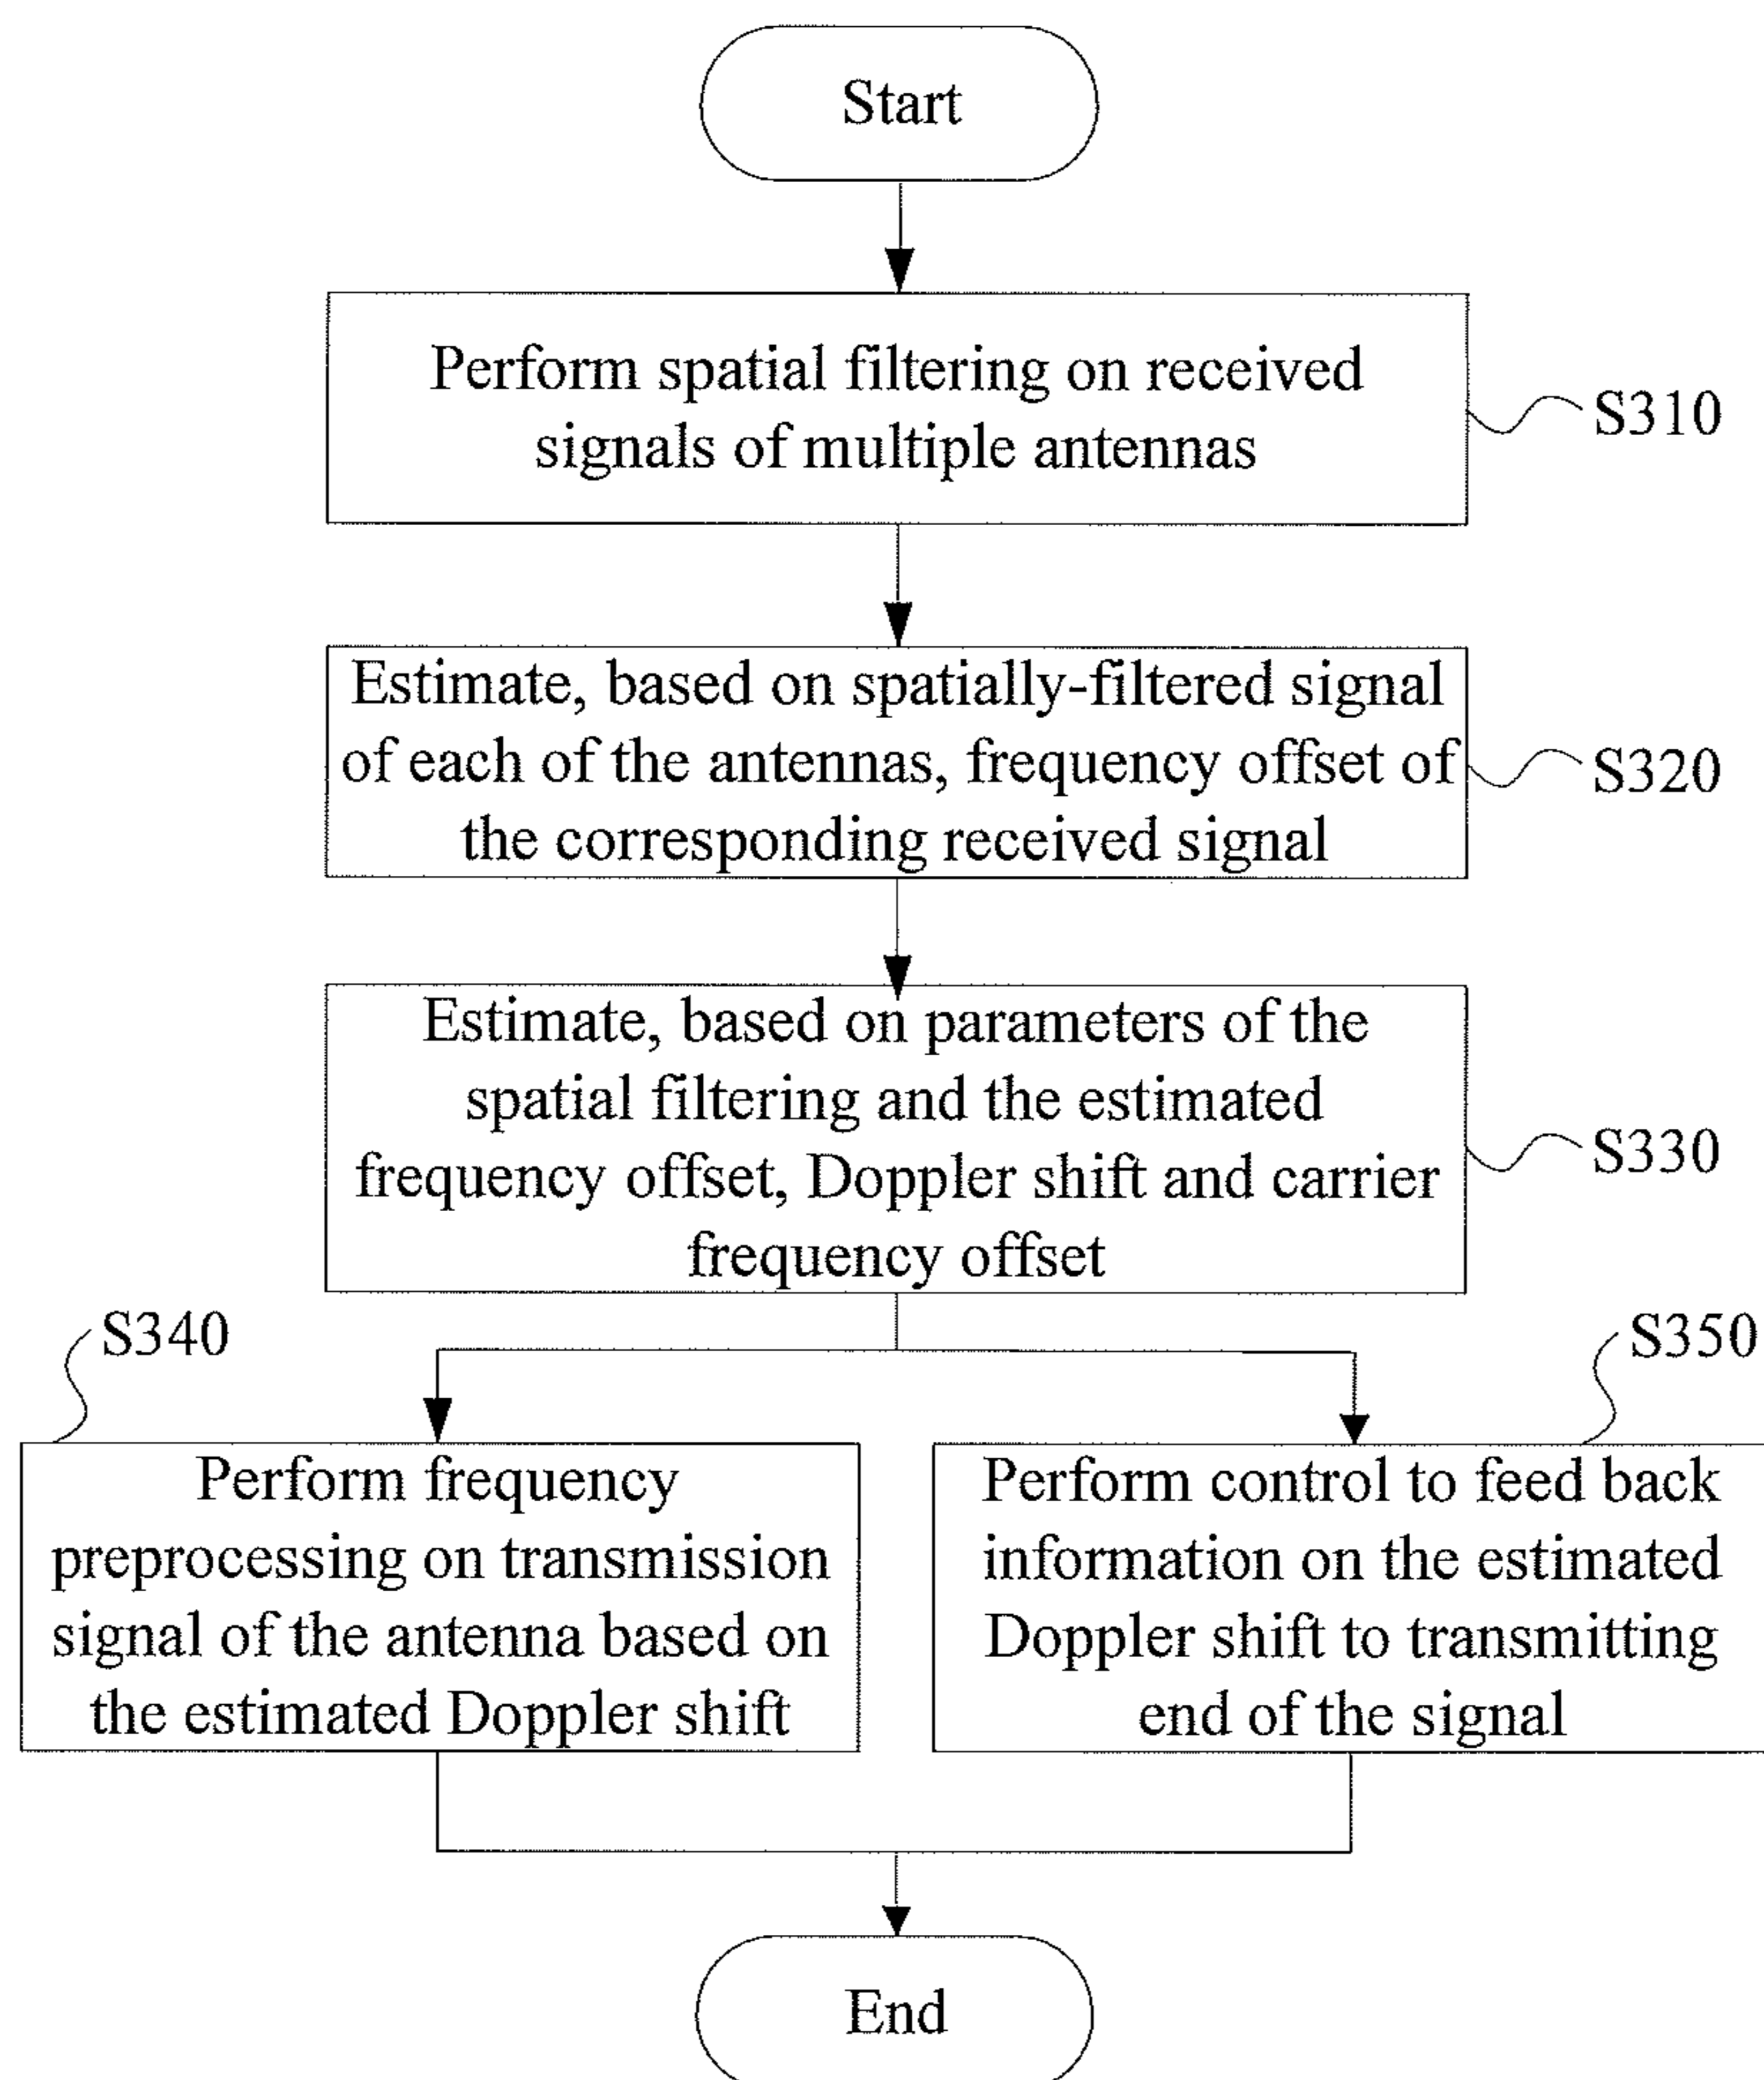 Start
Perform spatial filtering on received
signals of multiple antennas
S310
Estimate, based on spatially-filtered signal
of each of the antennas, frequency offset of
the corresponding received signal
S320
Estimate, based on parameters of the
spatial filtering and the estimated
frequency offset, Doppler shift and carrier
frequency offset
S330
S340
Perform frequency
preprocessing on transmission
signal of the antenna based on
the estimated Doppler shift
S350
Perform control to feed back
information on the estimated
Doppler shift to transmitting
end of the signal
End